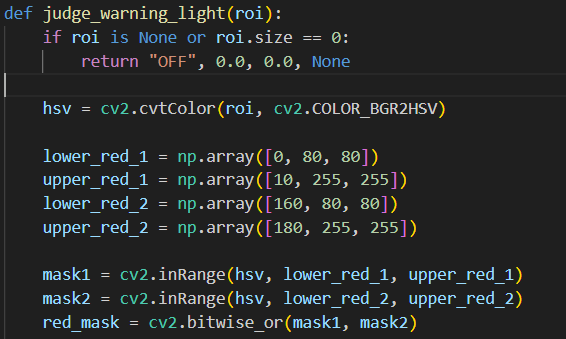 def judge_warning_light(roi):
    if roi is None or roi.size == 0:
        return "OFF", 0.0, 0.0, None
    hsv = cv2.cvtColor(roi, cv2.COLOR_BGR2HSV)
    lower_red_1 = np.array([0, 80, 80])
    upper_red_1 = np.array([10, 255, 255])
    lower_red_2 = np.array([160, 80, 80])
    upper_red_2 = np.array([180, 255, 255])
    mask1 = cv2.inRange(hsv, lower_red_1, upper_red_1)
    mask2 = cv2.inRange(hsv, lower_red_2, upper_red_2)
    red_mask = cv2.bitwise_or(mask1, mask2)